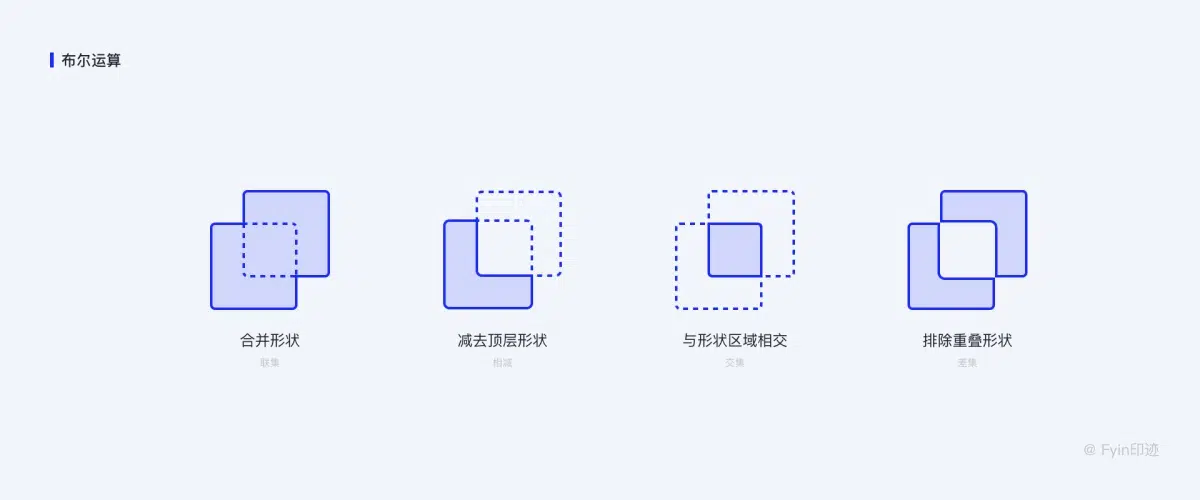 布尔运算
合并形状
联集
减去顶层形状
相减
与形状区域相交
交集
排除重叠形状
差集
@ Fyin印迹